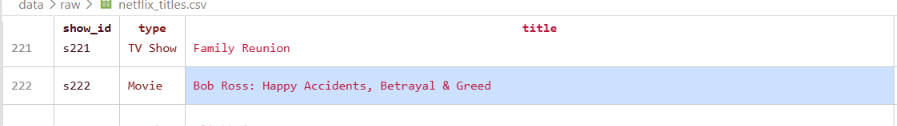 data > raw > netflix_titles.csv
show_id type title
221 s221 TV Show Family Reunion
222 s222 Movie Bob Ross: Happy Accidents, Betrayal & Greed